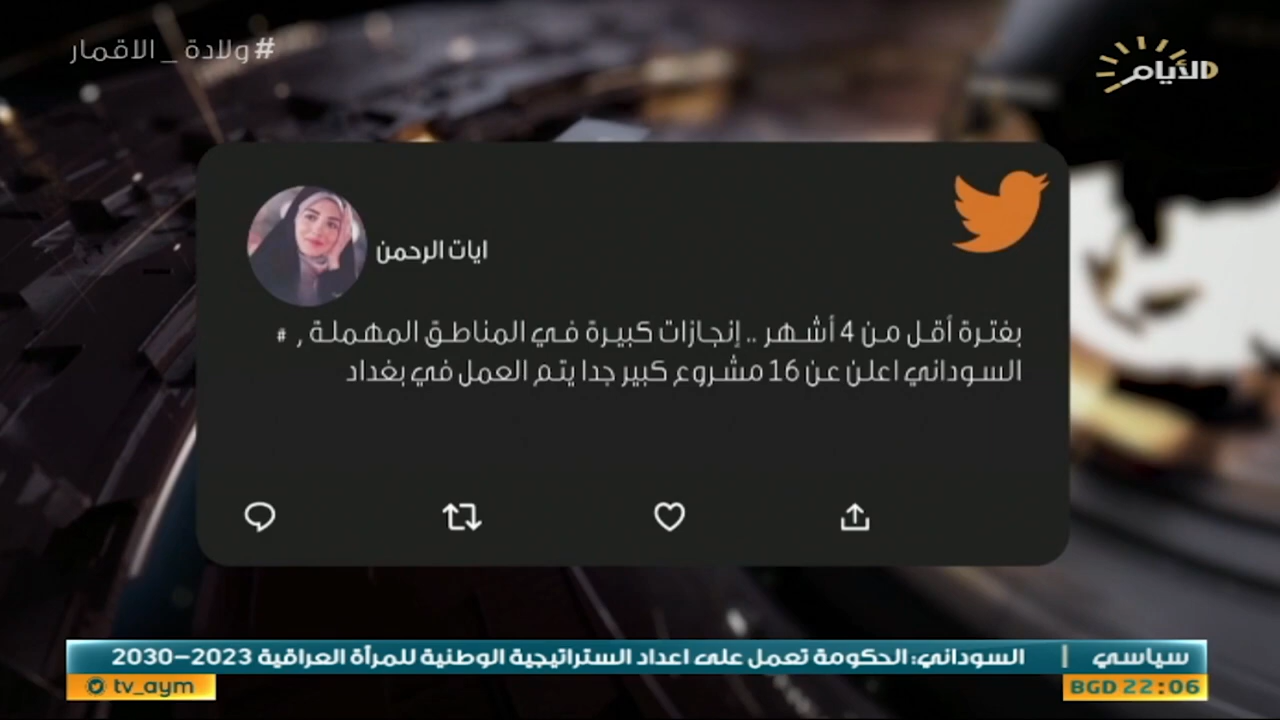 #ولادة _ الاقمار
الأيام
ايات الرحمن
بفترة أقل من 4 أشهر .. إنجازات كبيرة في المناطق المهملة , #
السوداني اعلن عن 16 مشروع كبير جدا يتم العمل في بغداد
سياسي | السوداني: الحكومة تعمل على اعداد الستراتيجية الوطنية للمرأة العراقية 2023–2030
BGD 22:06
tv_aym